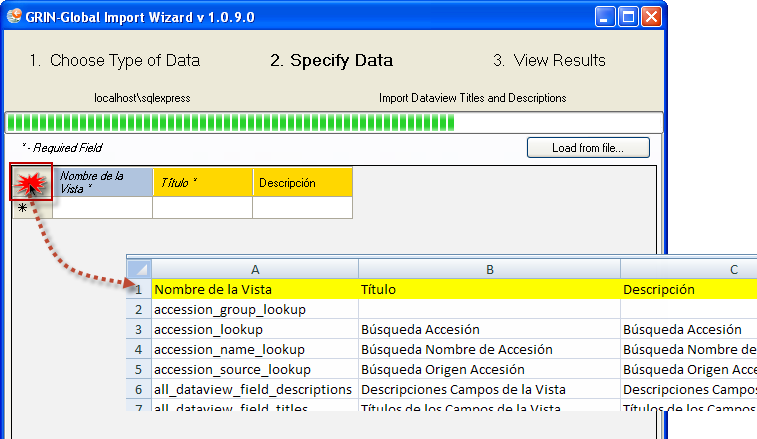 GRIN-Global Import Wizard v 1.0.9.0
1. Choose Type of Data 2. Specify Data 3. View Results
localhost\sqlexpress Import Dataview Titles and Descriptions
* - Required Field Load from file...
Nombre de la Vista * Título * Descripción
*
A B C
1 Nombre de la Vista Título Descripción
2 accession_group_lookup
3 accession_lookup Búsqueda Accesión Búsqueda Accesión
4 accession_name_lookup Búsqueda Nombre de Accesión Búsqueda Nombre de
5 accession_source_lookup Búsqueda Origen Accesión Búsqueda Origen Acces
6 all_dataview_field_descriptions Descripciones Campos de la Vista Descripciones Campos
7 all_dataview_field_titles Títulos de los Campos de la Vista Títulos de los Campos